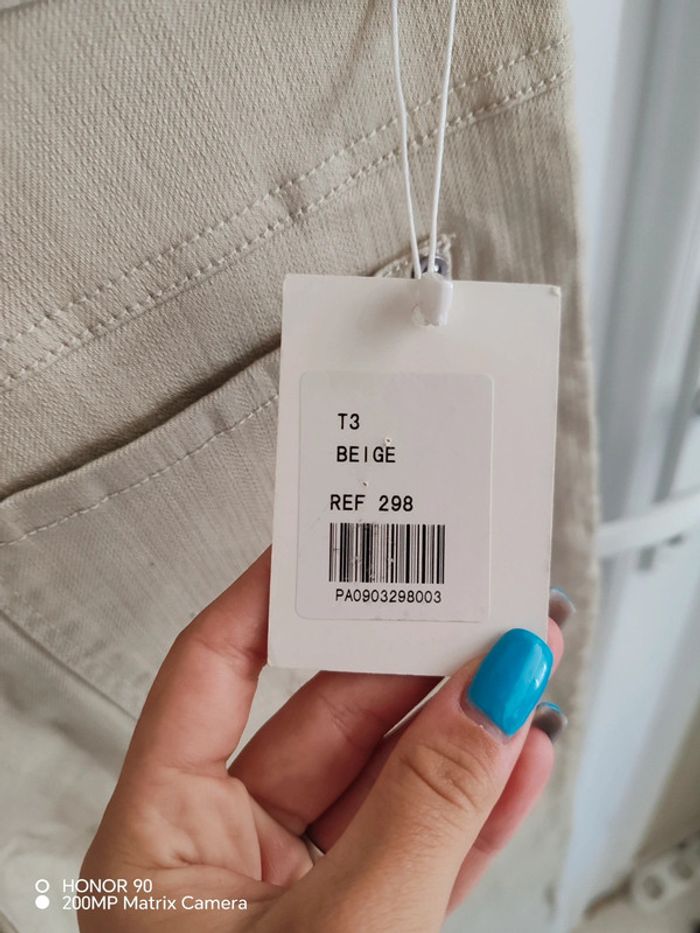 T3
BEIGE
REF 298
PA0903298003
HONOR 90
200MP Matrix Camera